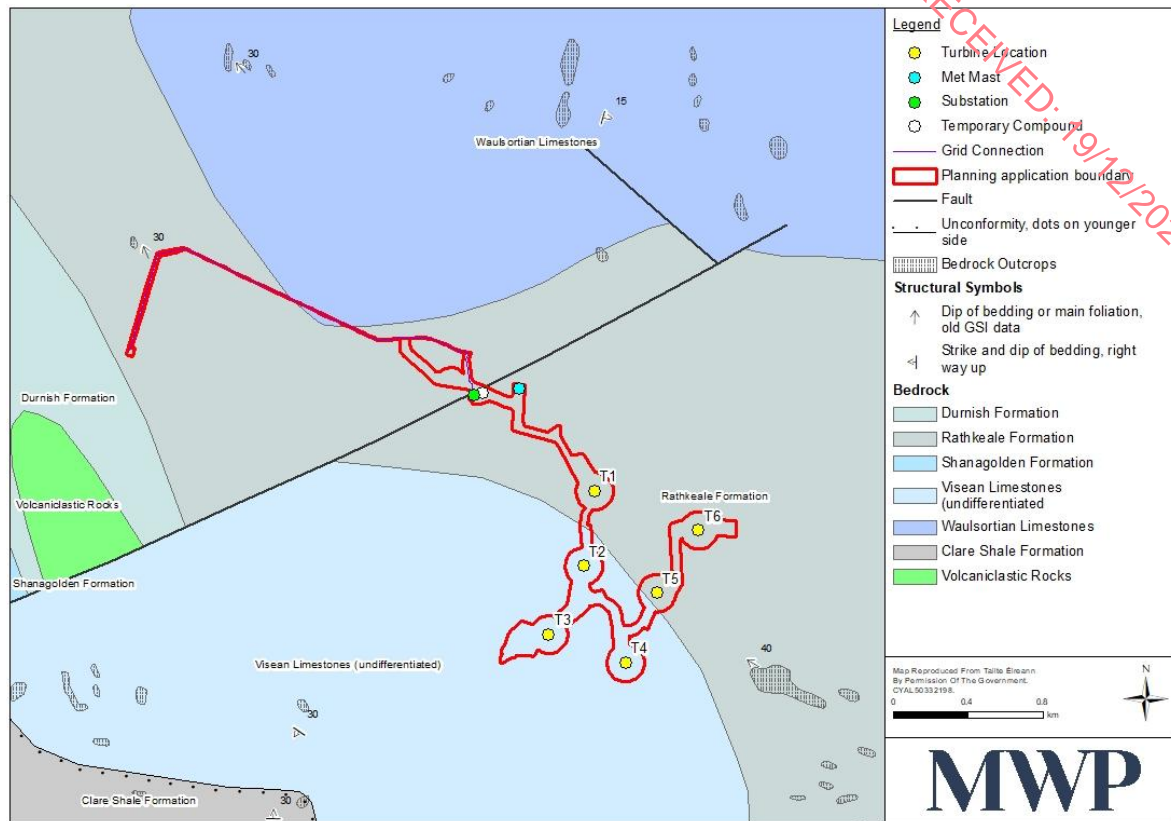 30
15
Waulsortian Limestones
30
Durnish Formation
Volcaniclastic Rocks
Shanagolden Formation
T1
Rathkeale Formation
T6
T2
T5
T3
T4
Visean Limestones (undifferentiated)
40
30
Clare Shale Formation
30
RECEIVED: 19/12/202
Legend
Turbine Location
Met Mast
Substation
Temporary Compound
Grid Connection
Planning application boundary
Fault
Unconformity, dots on younger
side
Bedrock Outcrops
Structural Symbols
Dip of bedding or main foliation,
old GSI data
Strike and dip of bedding, right
way up
Bedrock
Durnish Formation
Rathkeale Formation
Shanagolden Formation
Visean Limestones
(undifferentiated
Waulsortian Limestones
Clare Shale Formation
Volcaniclastic Rocks
Map Reproduced From Tailte Éireann
By Permission Of The Government.
CYAL50332198.
N
0 0.4 0.8
km
MWP